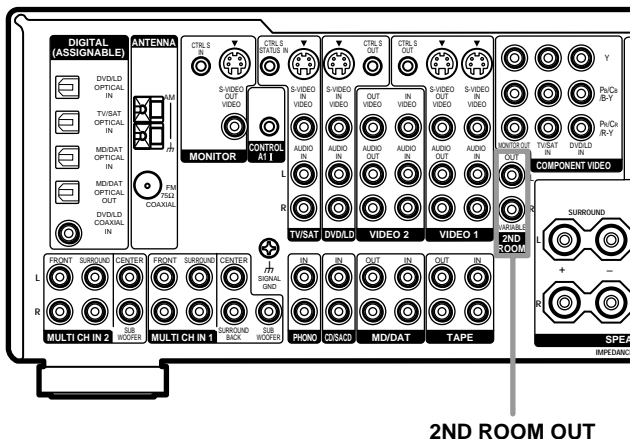 DIGITAL
(ASSIGNABLE)
DVD/LD
OPTICAL
IN
TV/SAT
OPTICAL
IN
MD/DAT
OPTICAL
IN
MD/DAT
OPTICAL
OUT
DVD/LD
COAXIAL
IN
ANTENNA
AM
FM
75Ω
COAXIAL
CTRL S
IN
S-VIDEO
OUT
VIDEO
MONITOR
CTRL S
STATUS IN
CONTROL
A1 II
S-VIDEO
IN
VIDEO
AUDIO
IN
L
R
TV/SAT
S-VIDEO
IN
VIDEO
AUDIO
IN
DVD/LD
CTRL S
OUT
OUT
VIDEO
IN
VIDEO
AUDIO
OUT
AUDIO
IN
VIDEO 2
CTRL S
OUT
S-VIDEO
OUT
VIDEO
S-VIDEO
IN
VIDEO
AUDIO
OUT
AUDIO
IN
VIDEO 1
Y
PB/CB
/B-Y
PR/CR
/R-Y
MONITOR OUT
TV/SAT
IN
DVD/LD
IN
COMPONENT VIDEO
OUT
L
R
VARIABLE
2ND
ROOM
SURROUND
L
+ –
R
SPEA
IMPEDANC
SIGNAL
GND
FRONT SURROUND CENTER
L
R
SUB
WOOFER
MULTI CH IN 2
FRONT SURROUND CENTER
MULTI CH IN 1
SURROUND
BACK
SUB
WOOFER
IN
PHONO
IN
CD/SACD
OUT IN
MD/DAT
OUT IN
TAPE
2ND ROOM OUT